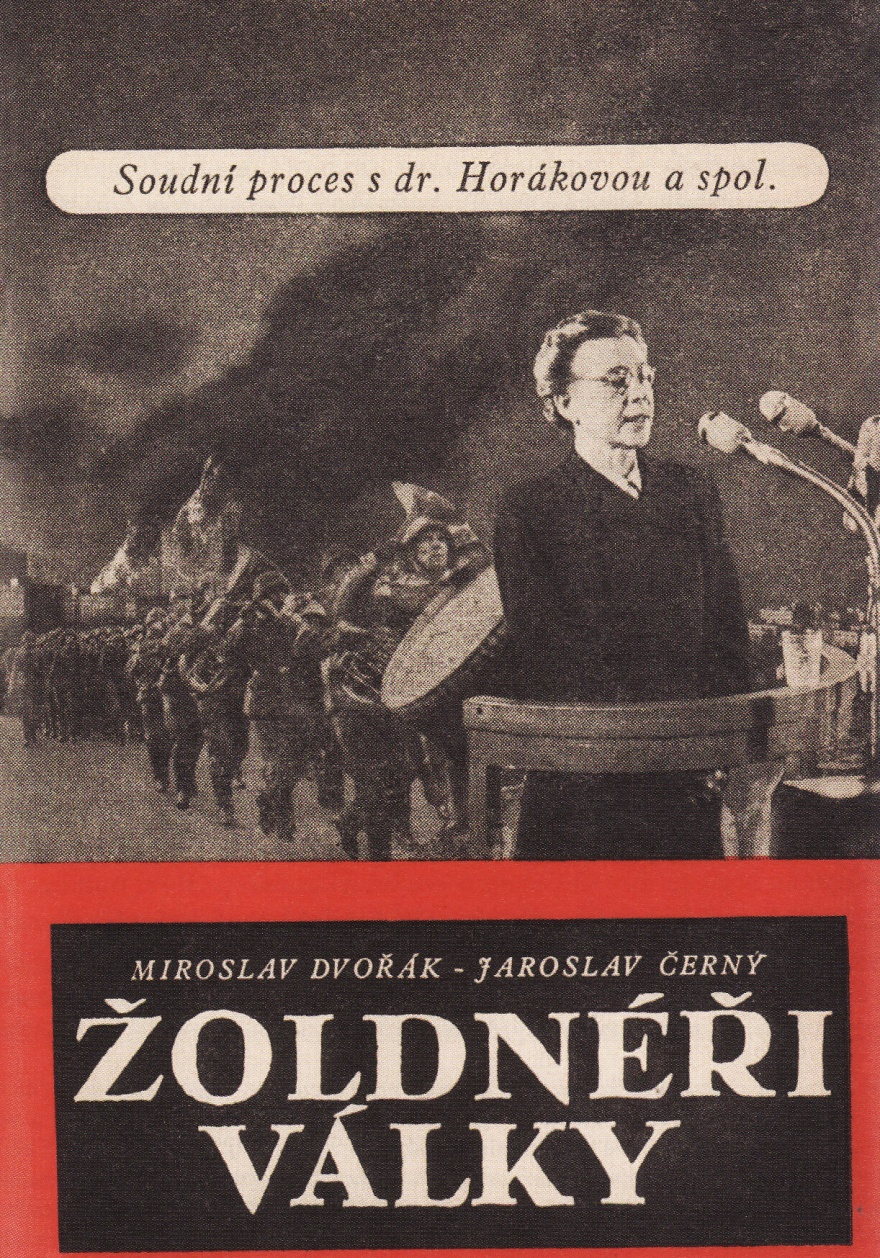 Soudní proces s dr. Horákovou a spol.
MIROSLAV DVOŘÁK - JAROSLAV ČERNÝ
ŽOLDNÉŘI
VÁLKY